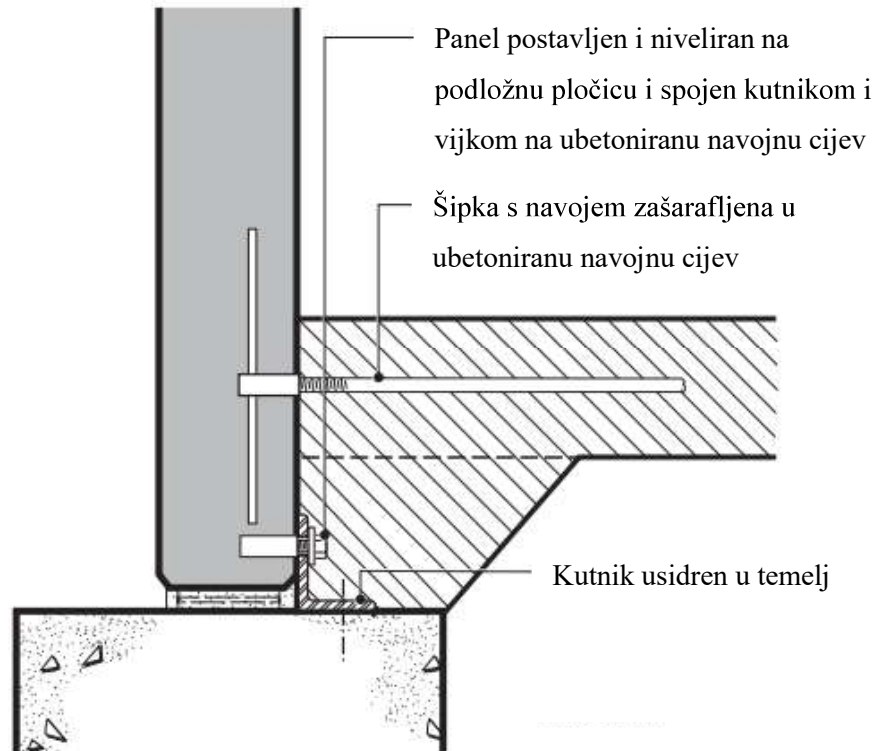 Panel postavljen i niveliran na
podložnu pločicu i spojen kutnikom i
vijkom na ubetoniranu navojnu cijev
Šipka s navojem zašarafljena u
ubetoniranu navojnu cijev
Kutnik usidren u temelj